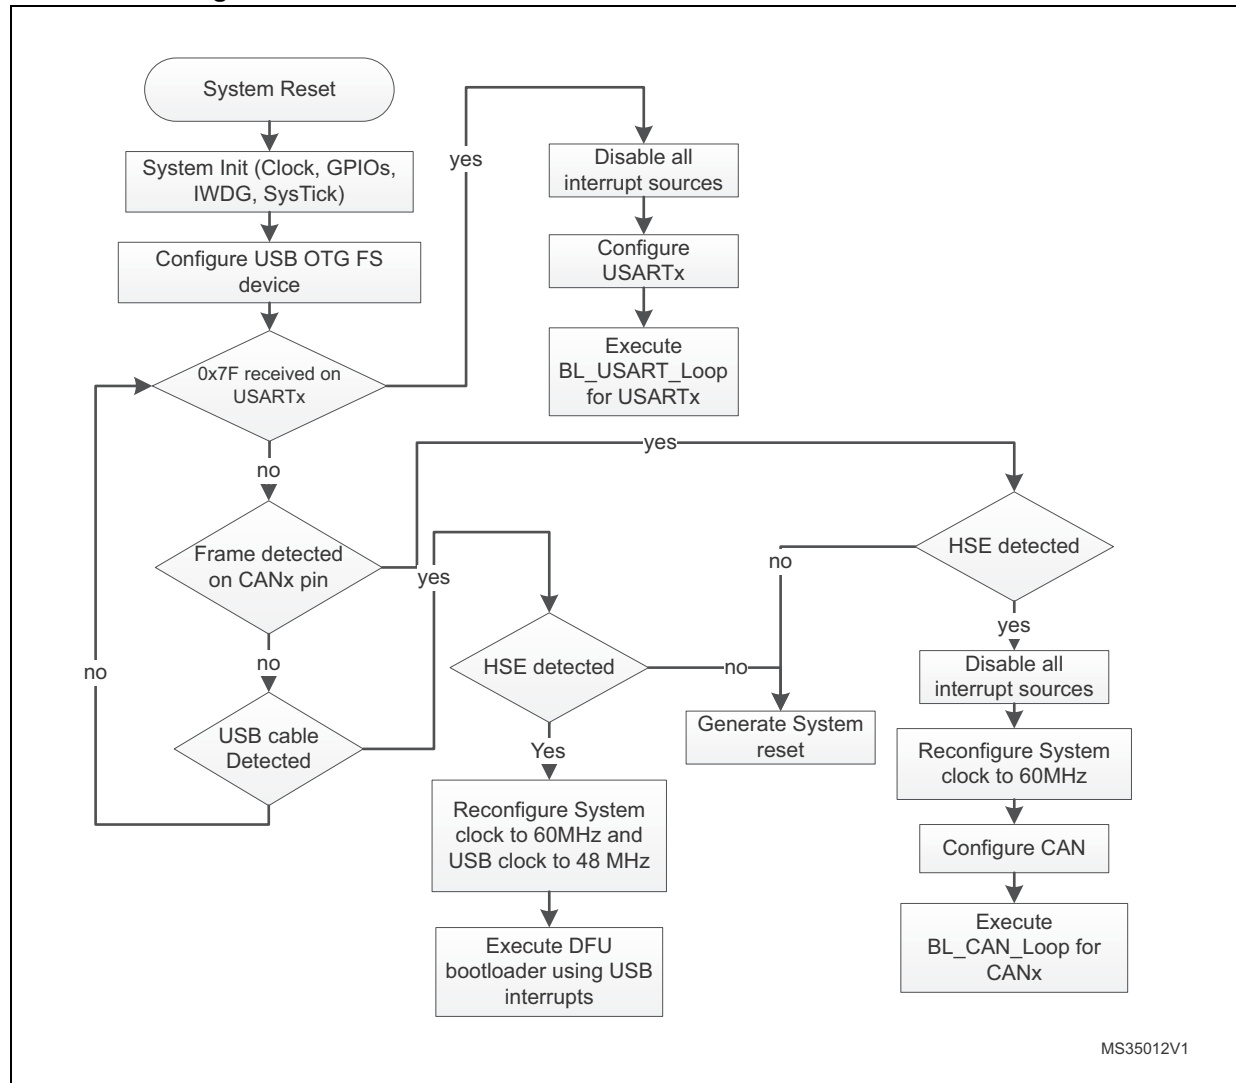 System Reset
System Init (Clock, GPIOs,
IWDG, SysTick)
Configure USB OTG FS
device
0x7F received on
USARTx
yes
Disable all
interrupt sources
Configure
USARTx
Execute
BL_USART_Loop
for USARTx
no
Frame detected
on CANx pin
yes
HSE detected
no
yes
Disable all
interrupt sources
Reconfigure System
clock to 60MHz
Configure CAN
Execute
BL_CAN_Loop for
CANx
no
USB cable
Detected
no
yes
HSE detected
no
Generate System
reset
Yes
Reconfigure System
clock to 60MHz and
USB clock to 48 MHz
Execute DFU
bootloader using USB
interrupts
MS35012V1